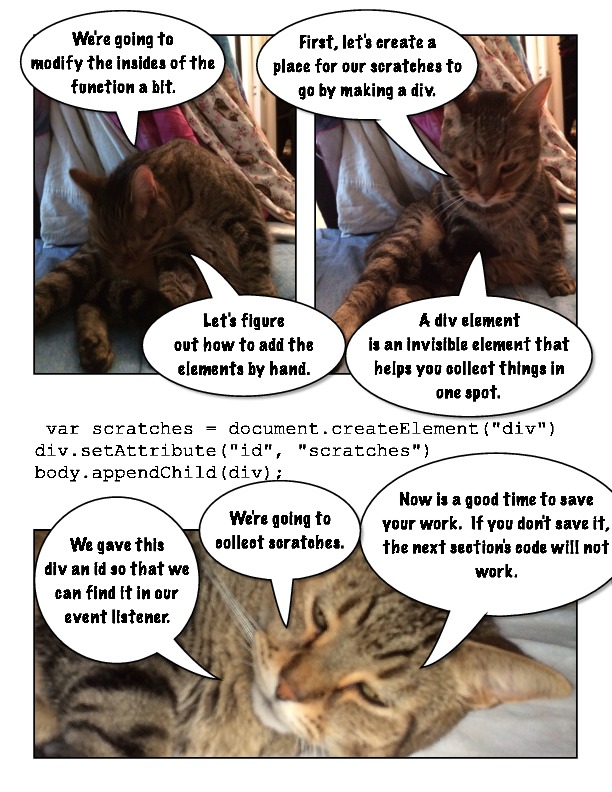 We're going to
modify the insides of the
function a bit.
First, let's create a
place for our scratches to
go by making a div.
Let's figure
out how to add the
elements by hand.
A div element
is an invisible element that
helps you collect things in
one spot.
var scratches = document.createElement("div")
div.setAttribute("id", "scratches")
body.appendChild(div);
We gave this
div an id so that we
can find it in our
event listener.
We're going to
collect scratches.
Now is a good time to save
your work. If you don't save it,
the next section's code will not
work.